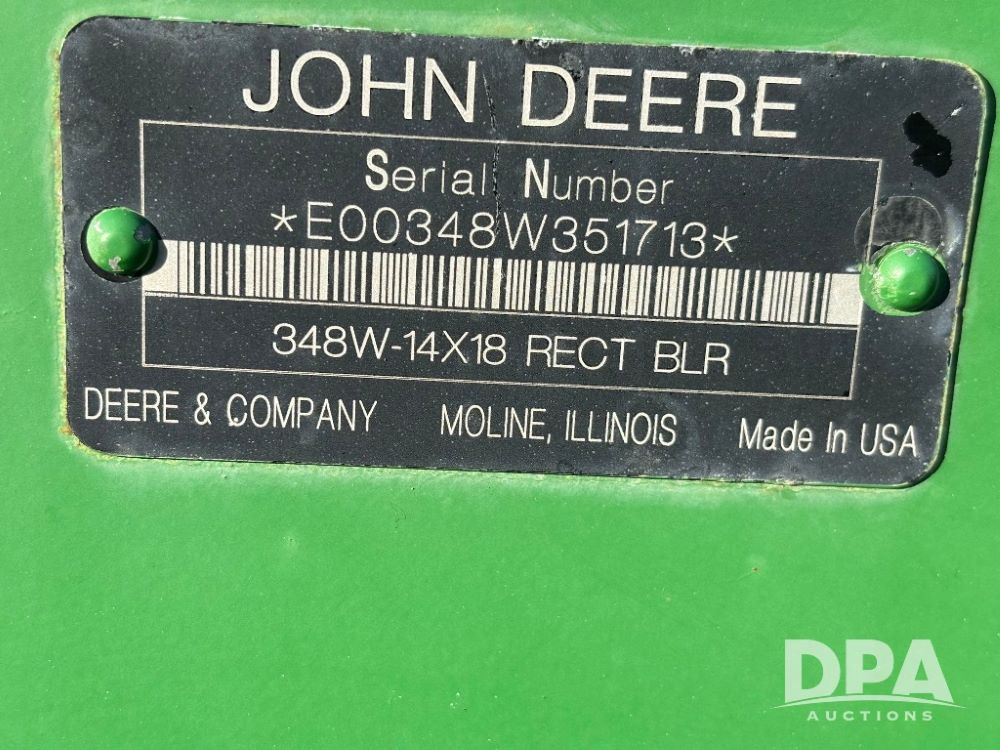 JOHN DEERE
Serial Number
*E00348W351713*
348W-14X18 RECT BLR
DEERE & COMPANY MOLINE, ILLINOIS Made In USA
DPA
AUCTIONS